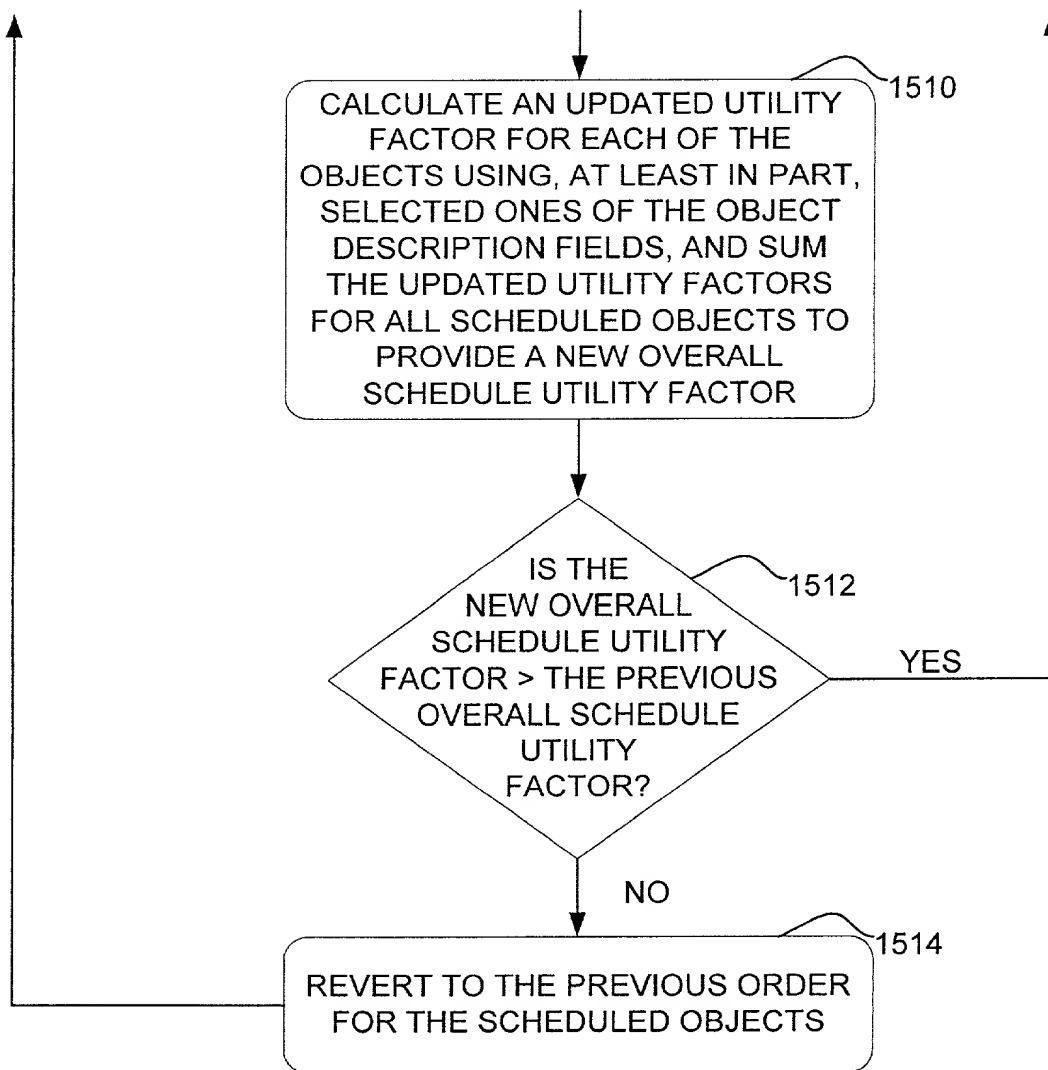 1510
CALCULATE AN UPDATED UTILITY
FACTOR FOR EACH OF THE
OBJECTS USING, AT LEAST IN PART,
SELECTED ONES OF THE OBJECT
DESCRIPTION FIELDS, AND SUM
THE UPDATED UTILITY FACTORS
FOR ALL SCHEDULED OBJECTS TO
PROVIDE A NEW OVERALL
SCHEDULE UTILITY FACTOR
1512
IS THE
NEW OVERALL
SCHEDULE UTILITY
FACTOR > THE PREVIOUS
OVERALL SCHEDULE
UTILITY
FACTOR?
YES
NO
1514
REVERT TO THE PREVIOUS ORDER
FOR THE SCHEDULED OBJECTS